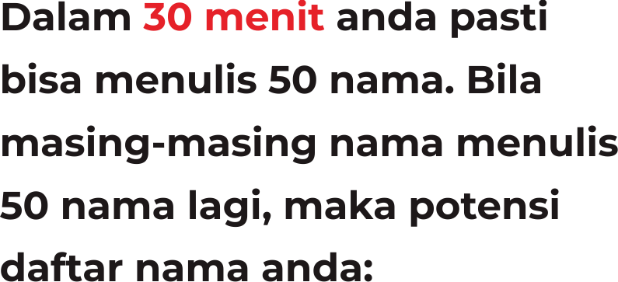 Dalam 30 menit anda pasti
bisa menulis 50 nama. Bila
masing-masing nama menulis
50 nama lagi, maka potensi
daftar nama anda: